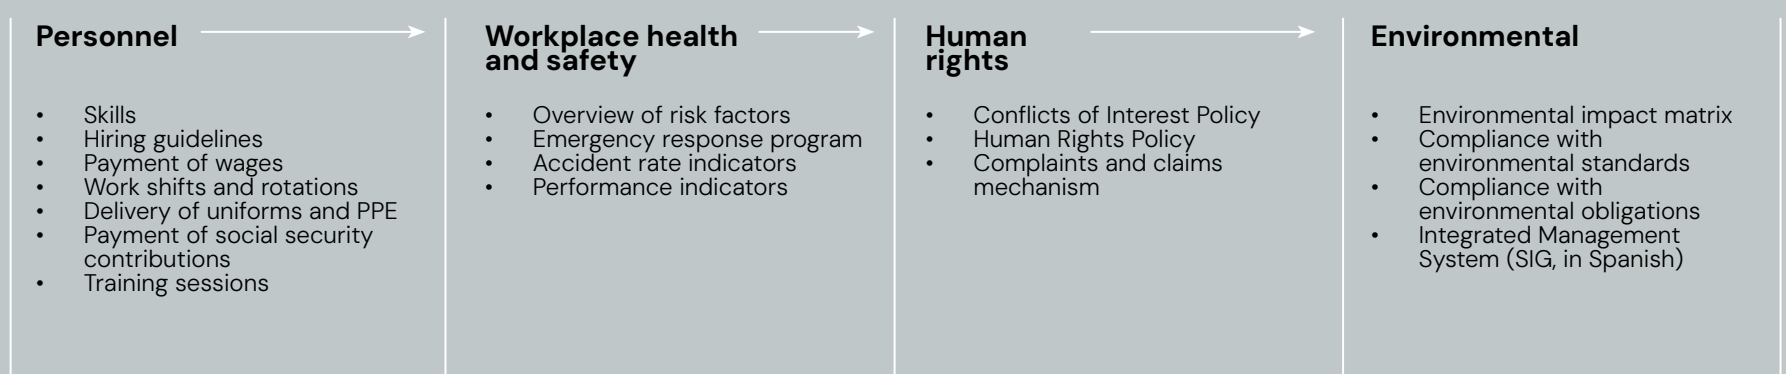 Personnel
• Skills
• Hiring guidelines
• Payment of wages
• Work shifts and rotations
• Delivery of uniforms and PPE
• Payment of social security
contributions
• Training sessions
Workplace health
and safety
• Overview of risk factors
• Emergency response program
• Accident rate indicators
• Performance indicators
Human
rights
• Conflicts of Interest Policy
• Human Rights Policy
• Complaints and claims
mechanism
Environmental
• Environmental impact matrix
• Compliance with
environmental standards
• Compliance with
environmental obligations
• Integrated Management
System (SIG, in Spanish)